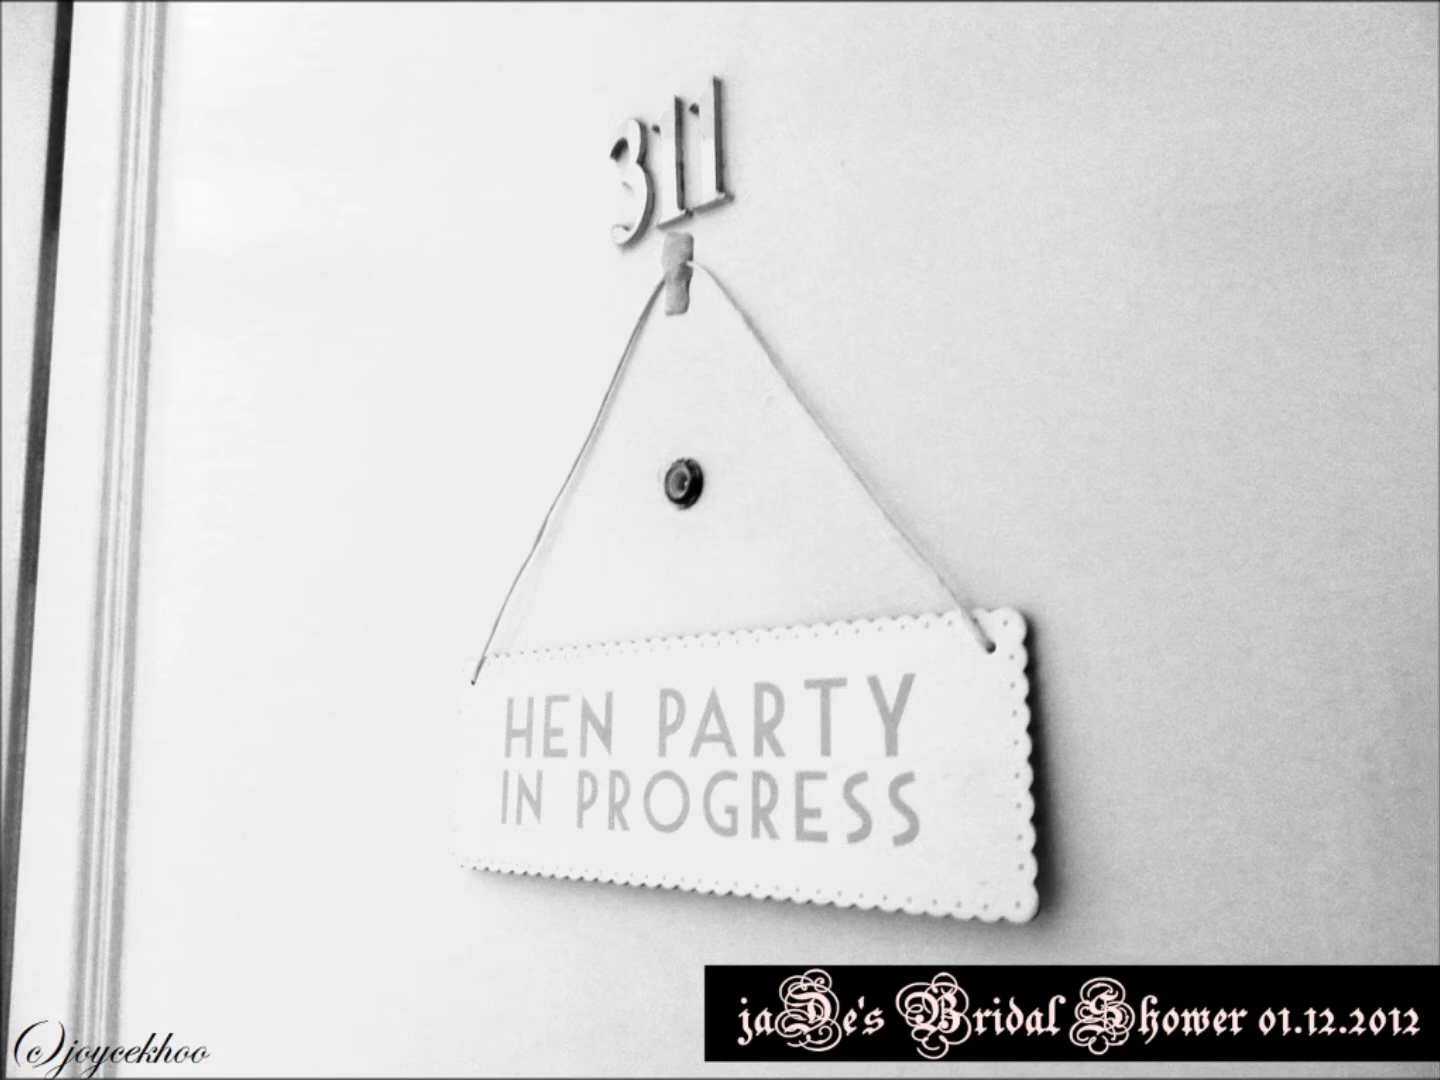 311
HEN PARTY
IN PROGRESS
jaDe's Bridal Shower 01.12.2012
(c)joycekhoo